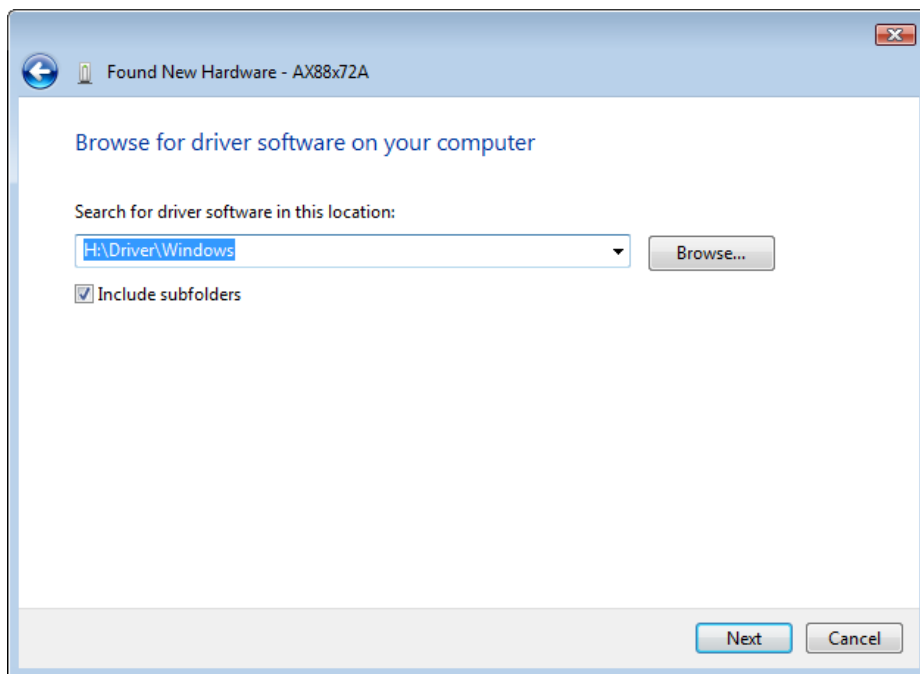 Found New Hardware - AX88x72A
Browse for driver software on your computer
Search for driver software in this location:
H:\Driver\Windows
Browse...
Include subfolders
Next
Cancel